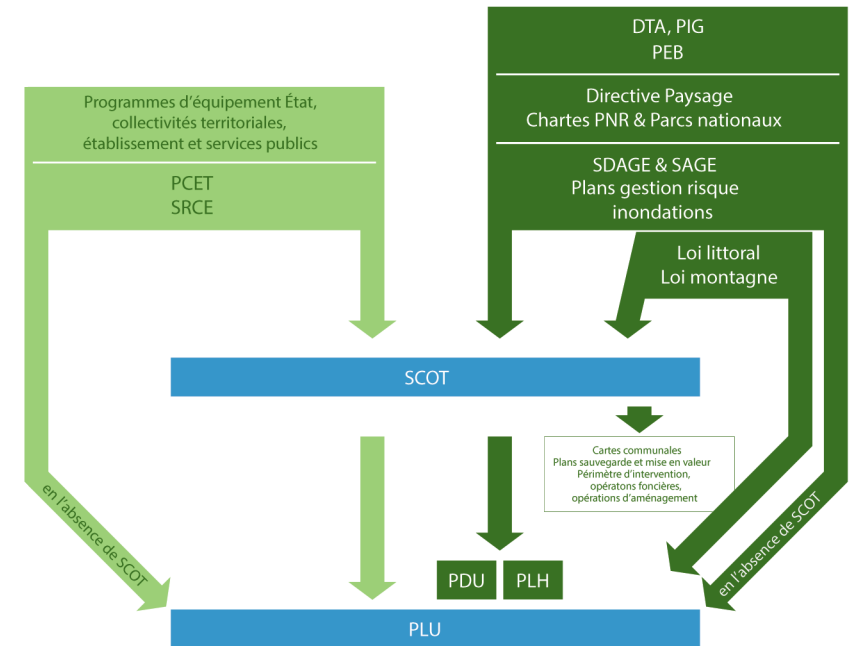 DTA, PIG
PEB
Directive Paysage
Chartes PNR & Parcs nationaux
SDAGE & SAGE
Plans gestion risque
inondations
Loi littoral
Loi montagne
Programmes d'équipement État,
collectivités territoriales,
établissement et services publics
PCET
SRCE
SCOT
Cartes communales
Plans sauvegarde et mise en valeur
Périmètre d'intervention,
opératons foncières,
opérations d'aménagement
en l'absence de SCOT
en l'absence de SCOT
PDU
PLH
PLU